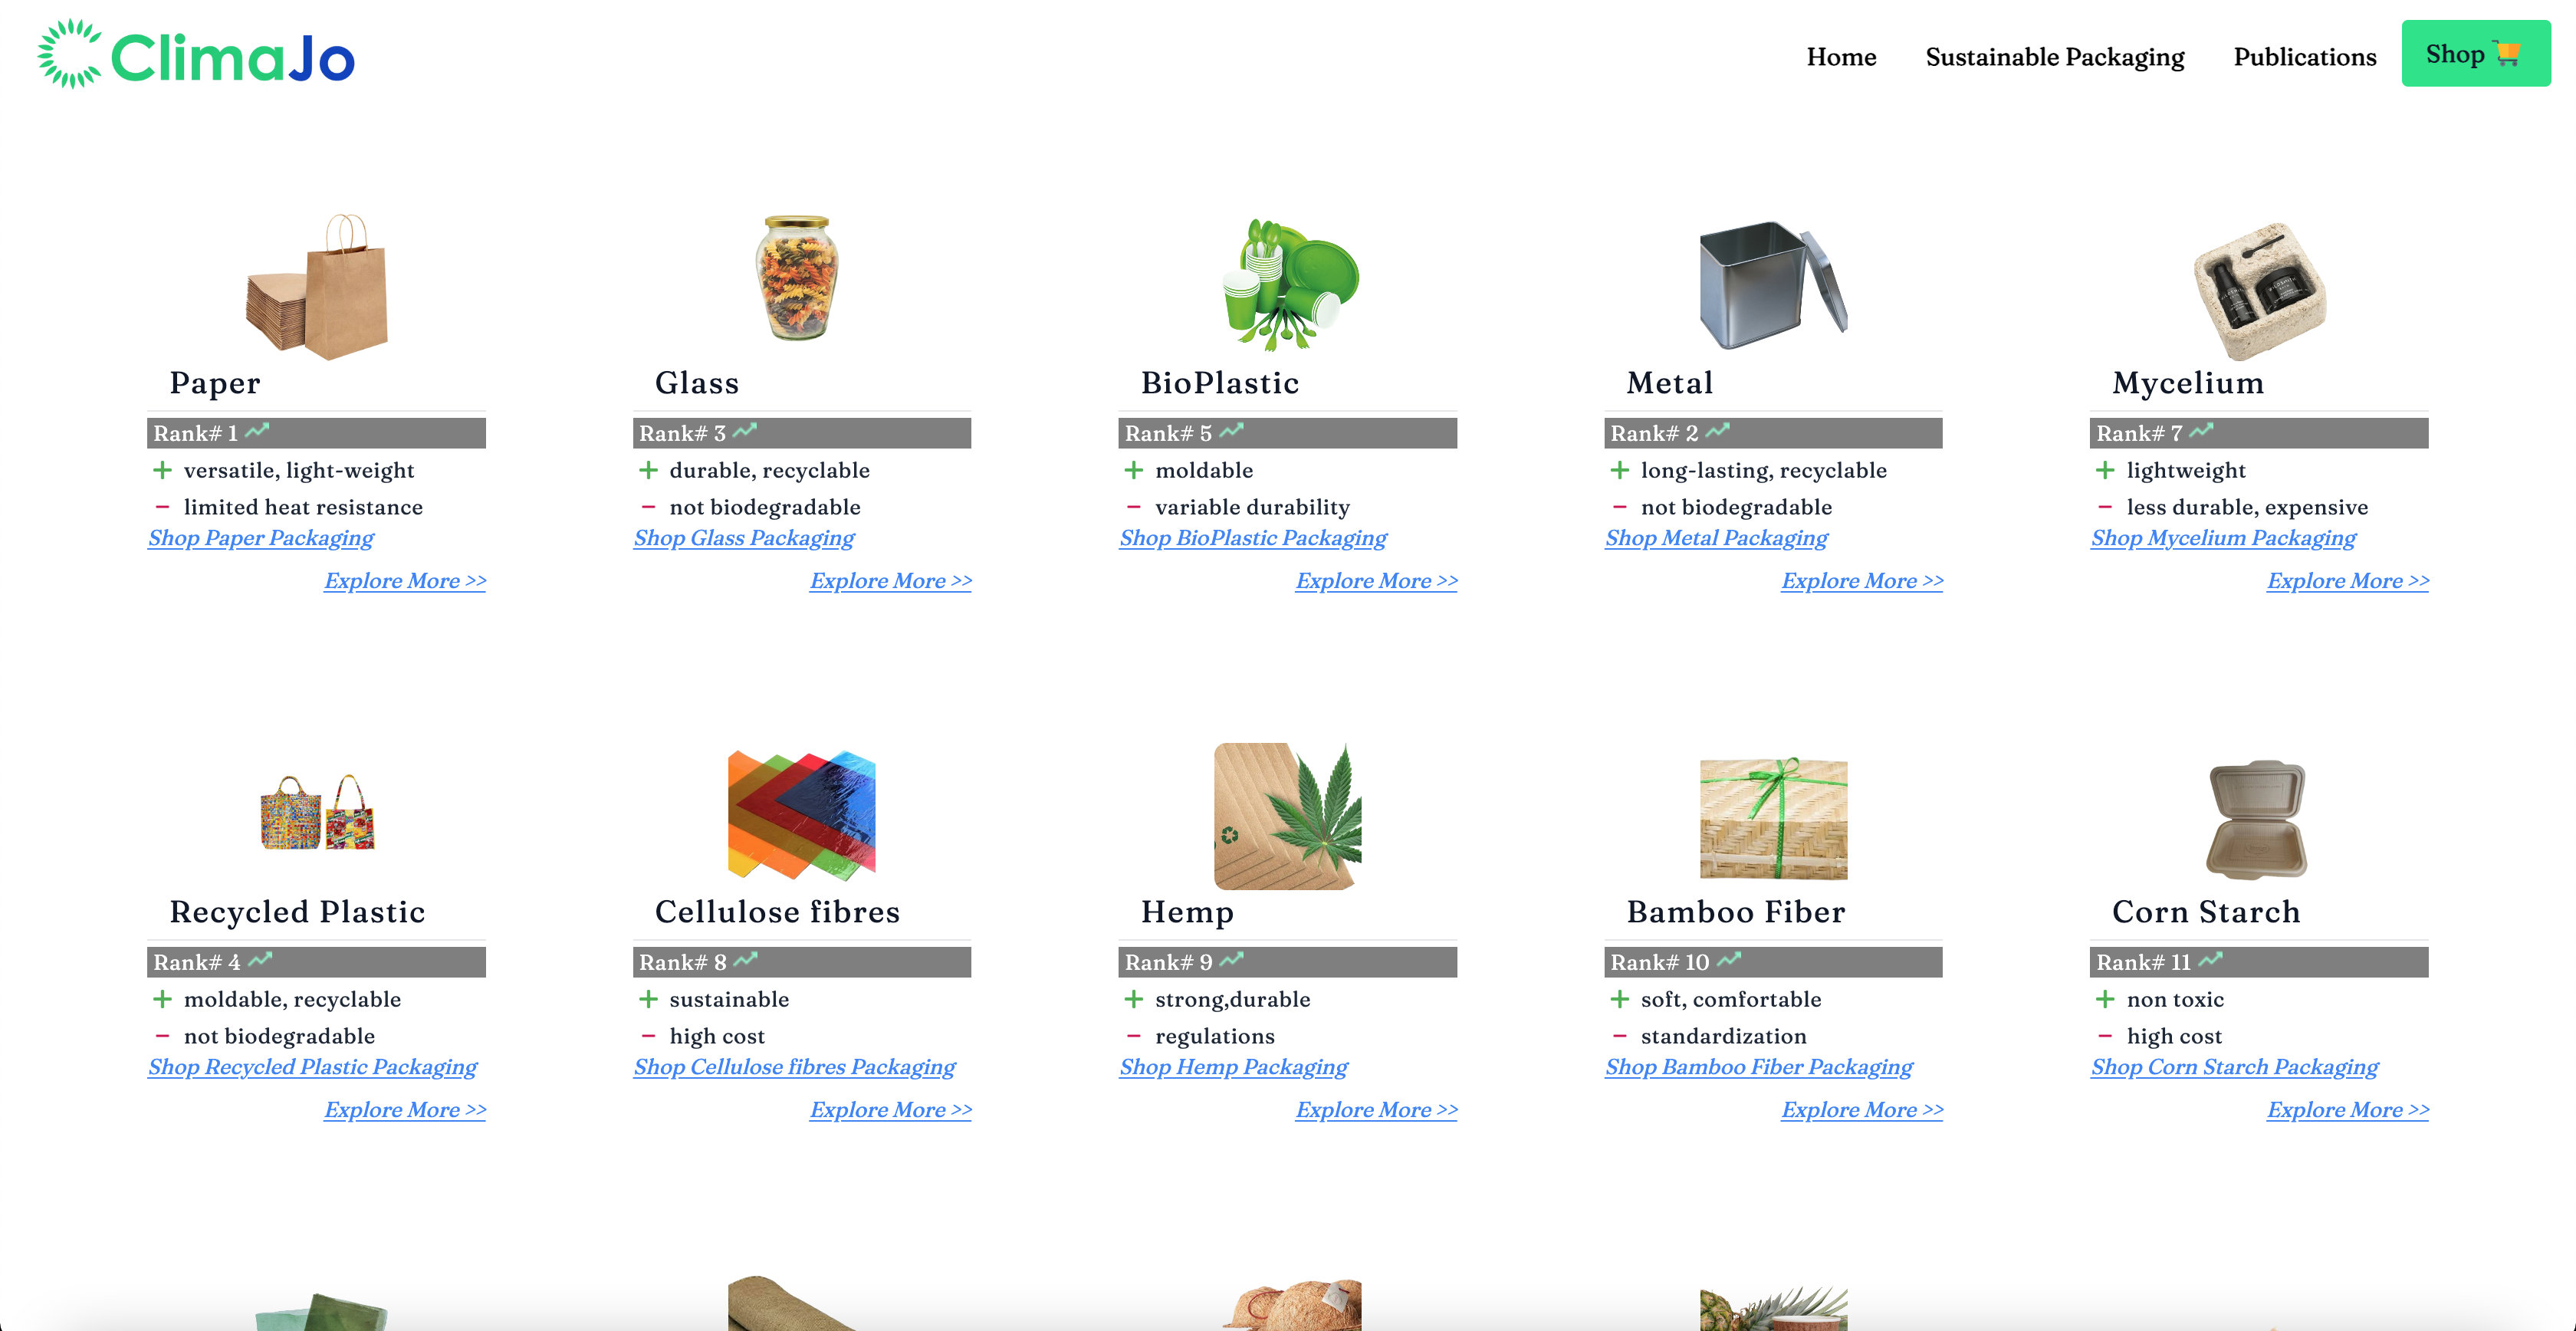 ClimaJo
Home
Sustainable Packaging
Publications
Shop
Paper
Rank# 1
+ versatile, light-weight
− limited heat resistance
Shop Paper Packaging
Explore More >>
Glass
Rank# 3
+ durable, recyclable
− not biodegradable
Shop Glass Packaging
Explore More >>
BioPlastic
Rank# 5
+ moldable
− variable durability
Shop BioPlastic Packaging
Explore More >>
Metal
Rank# 2
+ long-lasting, recyclable
− not biodegradable
Shop Metal Packaging
Explore More >>
Mycelium
Rank# 7
+ lightweight
− less durable, expensive
Shop Mycelium Packaging
Explore More >>
Recycled Plastic
Rank# 4
+ moldable, recyclable
− not biodegradable
Shop Recycled Plastic Packaging
Explore More >>
Cellulose fibres
Rank# 8
+ sustainable
− high cost
Shop Cellulose fibres Packaging
Explore More >>
Hemp
Rank# 9
+ strong,durable
− regulations
Shop Hemp Packaging
Explore More >>
Bamboo Fiber
Rank# 10
+ soft, comfortable
− standardization
Shop Bamboo Fiber Packaging
Explore More >>
Corn Starch
Rank# 11
+ non toxic
− high cost
Shop Corn Starch Packaging
Explore More >>